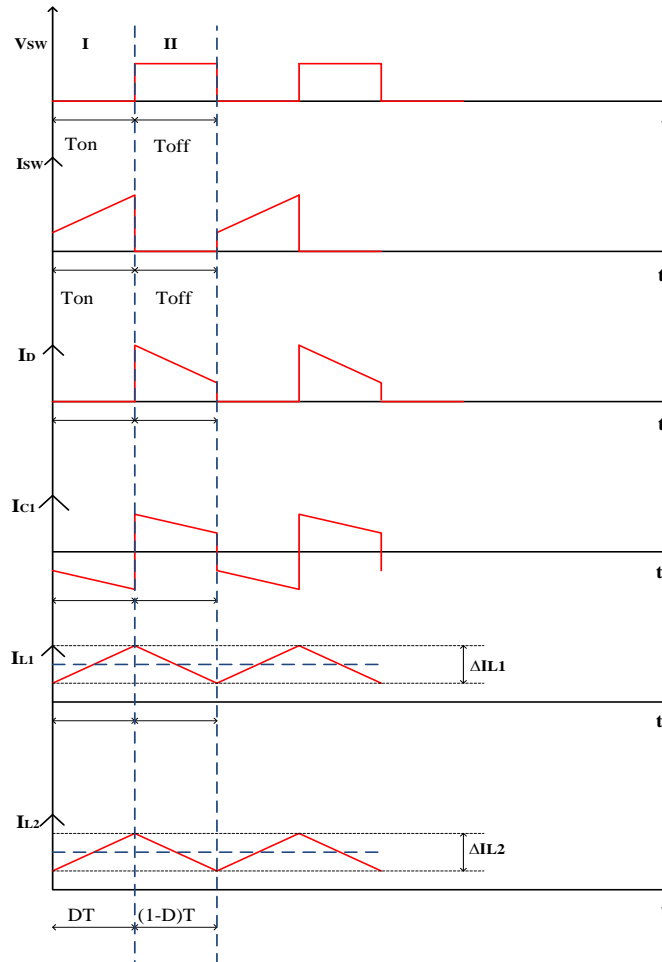 Vsw I II
Ton Toff
Isw
t
Ton Toff
ID
t
IC1
t
IL1 ΔIL1
t
IL2 ΔIL2
DT (1-D)T